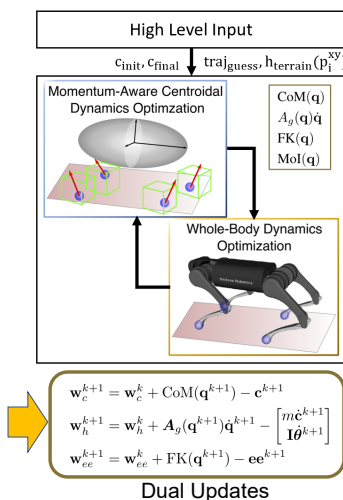 High Level Input
c_init, c_final traj_guess, h_terrain(p_i^xy)
Momentum-Aware Centroidal
Dynamics Optimzation
CoM(q)
A_g(q)q̇
FK(q)
MoI(q)
Whole-Body Dynamics
Optimization
w_c^{k+1} = w_c^k + CoM(q^{k+1}) − c^{k+1}
w_h^{k+1} = w_h^k + A_g(q^{k+1})q̇^{k+1} − [mċ^{k+1}
Iθ̇^{k+1}]
w_ee^{k+1} = w_ee^k + FK(q^{k+1}) − ee^{k+1}
Dual Updates